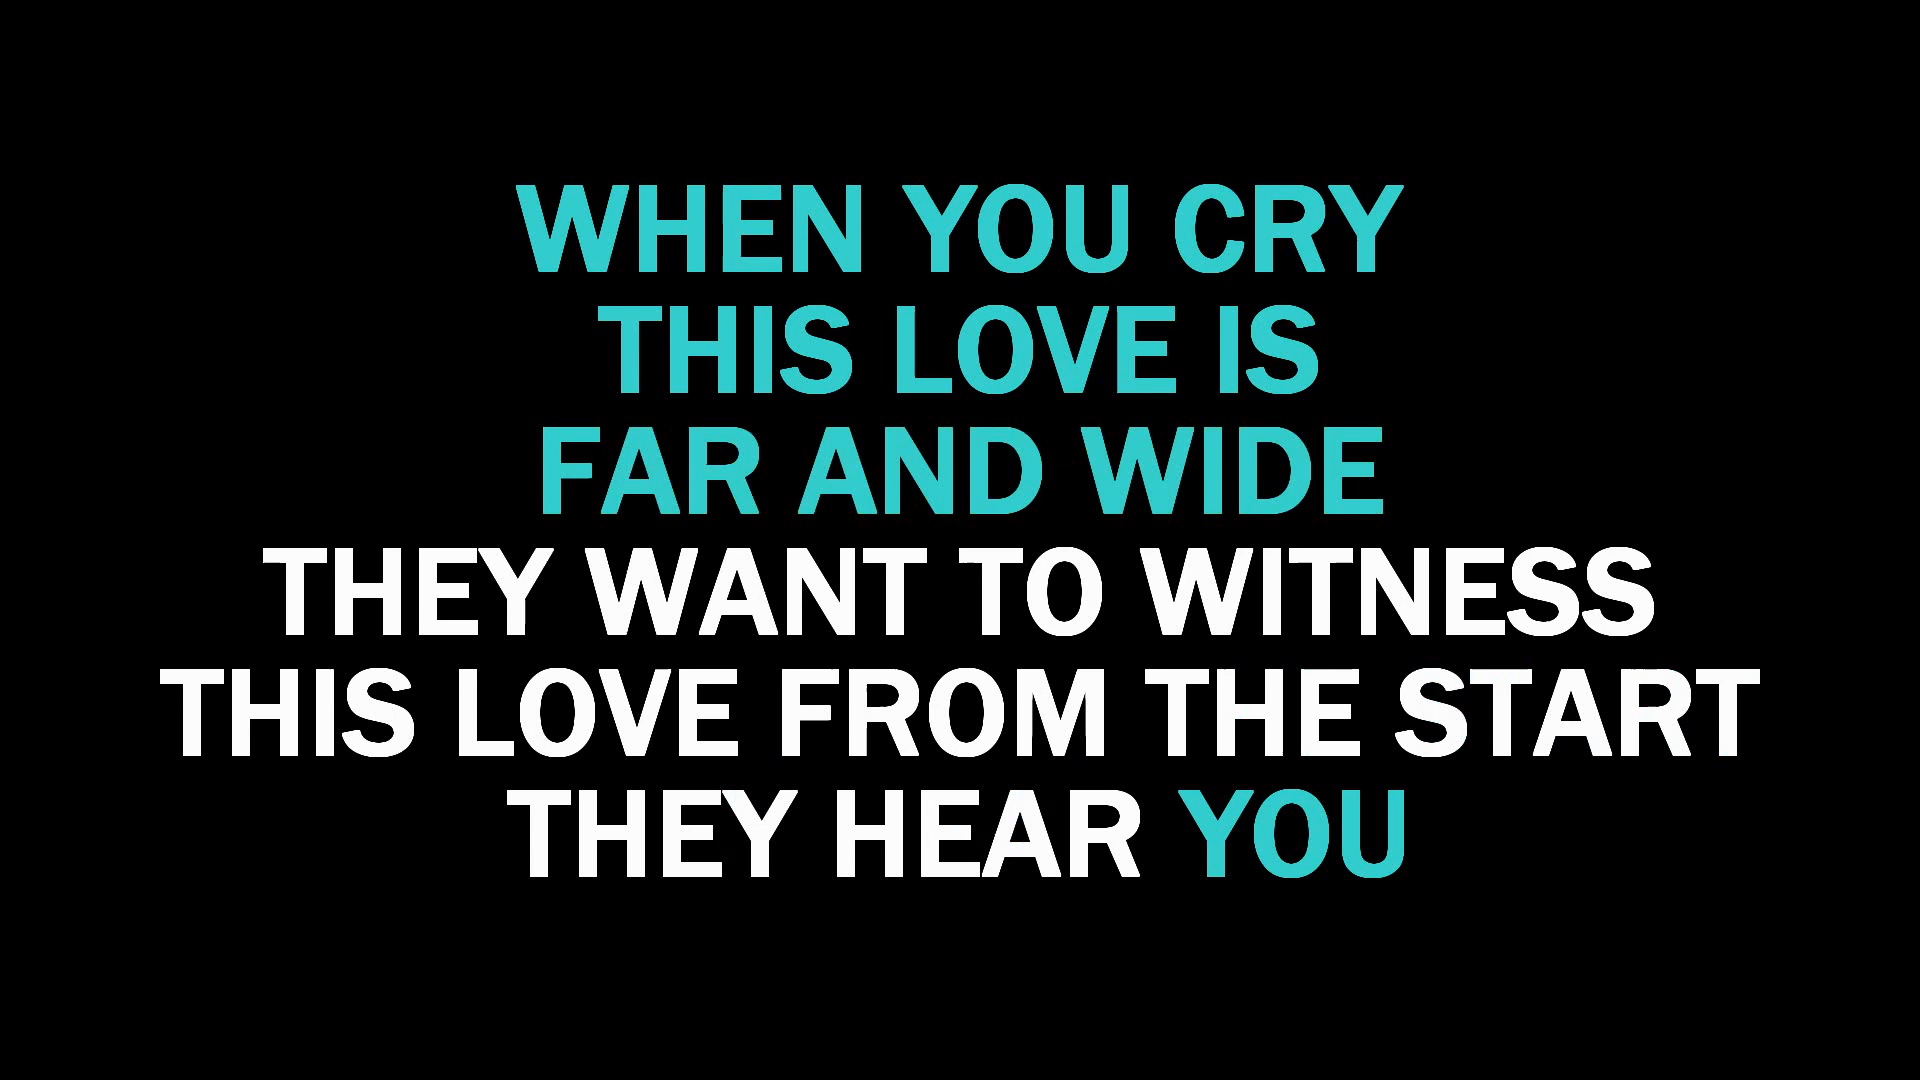 WHEN YOU CRY
THIS LOVE IS
FAR AND WIDE
THEY WANT TO WITNESS
THIS LOVE FROM THE START
THEY HEAR YOU